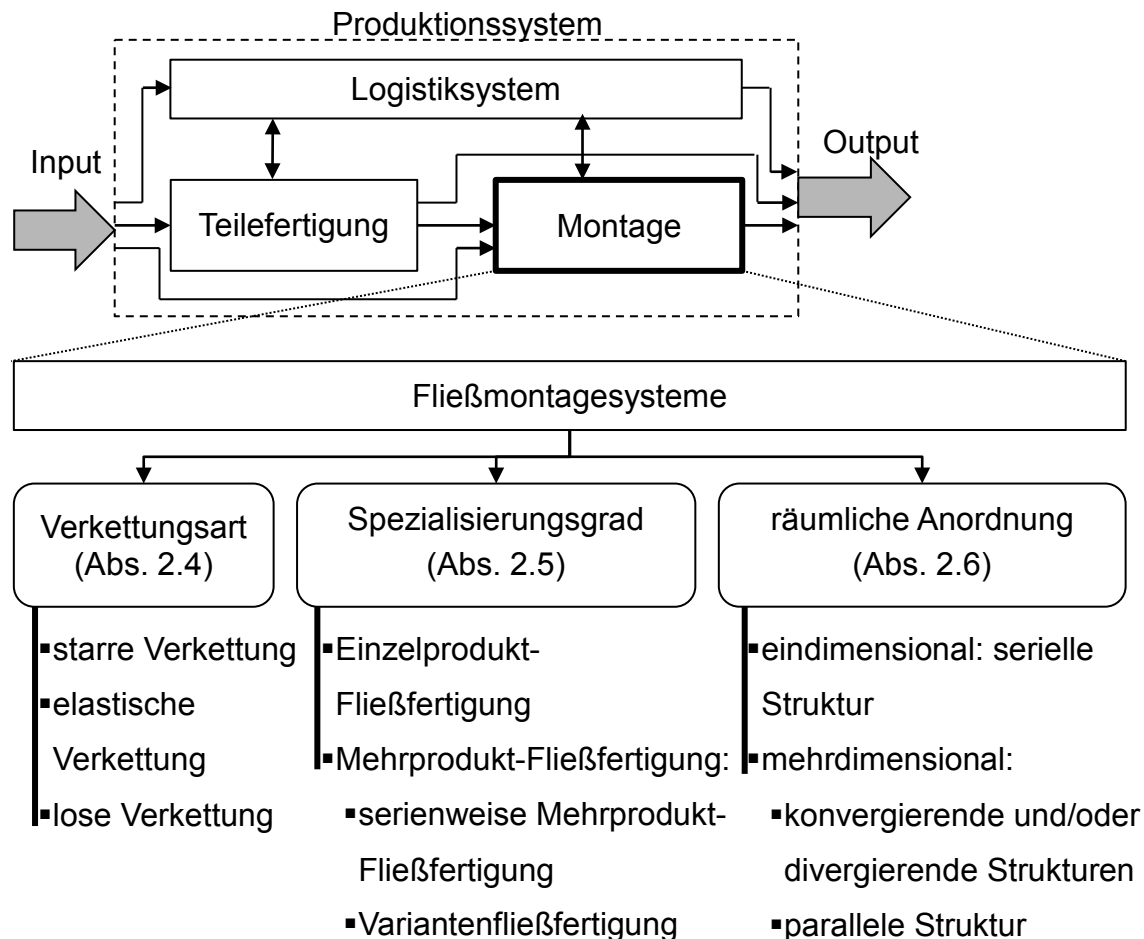 Produktionssystem
Logistiksystem
Input
Output
Teilefertigung
Montage
Fließmontagesysteme
Verkettungsart
(Abs. 2.4)
Spezialisierungsgrad
(Abs. 2.5)
räumliche Anordnung
(Abs. 2.6)
▪starre Verkettung
▪elastische
Verkettung
▪lose Verkettung
▪Einzelprodukt-
Fließfertigung
▪Mehrprodukt-Fließfertigung:
▪serienweise Mehrprodukt-
Fließfertigung
▪Variantenfließfertigung
▪eindimensional: serielle
Struktur
▪mehrdimensional:
▪konvergierende und/oder
divergierende Strukturen
▪parallele Struktur